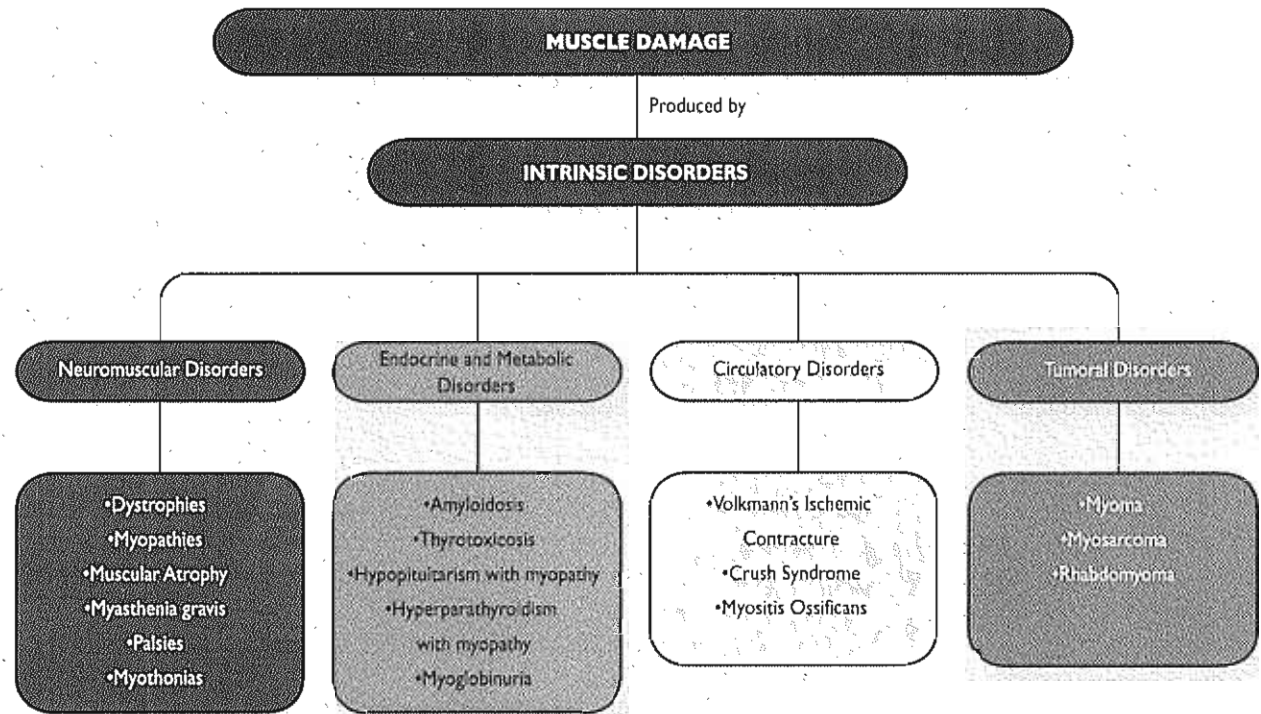 MUSCLE DAMAGE
Produced by
INTRINSIC DISORDERS
Neuromuscular Disorders
•Dystrophies
•Myopathies
•Muscular Atrophy
•Myasthenia gravis
•Palsies
•Myothonias
Endocrine and Metabolic
Disorders
•Amyloidosis
•Thyrotoxicosis
•Hypopituitarism with myopathy
•Hyperparathyro dism
with myopathy
•Myoglobinuria
Circulatory Disorders
•Volkmann's Ischemic
Contracture
•Crush Syndrome
•Myositis Ossificans
Tumoral Disorders
•Myoma
•Myosarcoma
•Rhabdomyoma